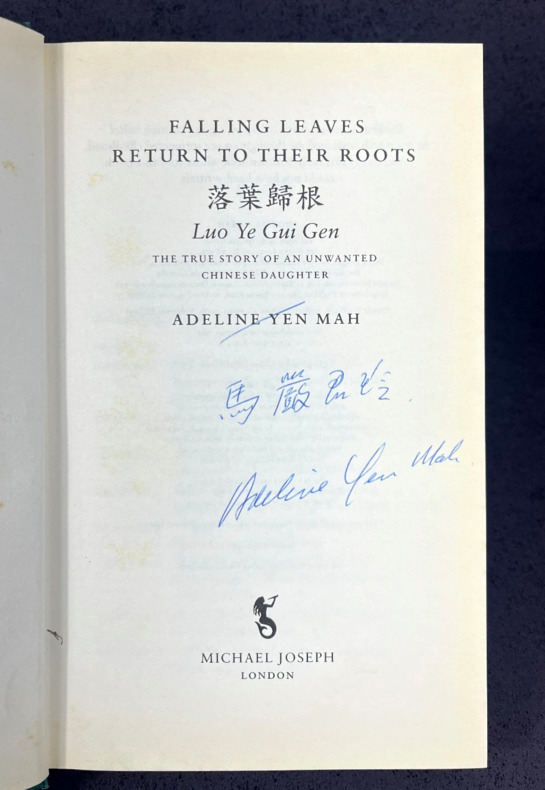 FALLING LEAVES
RETURN TO THEIR ROOTS
落葉歸根
Luo Ye Gui Gen
THE TRUE STORY OF AN UNWANTED
CHINESE DAUGHTER
ADELINE YEN MAH
馬 嚴 君 玲
Adeline Yen Mah
MICHAEL JOSEPH
LONDON